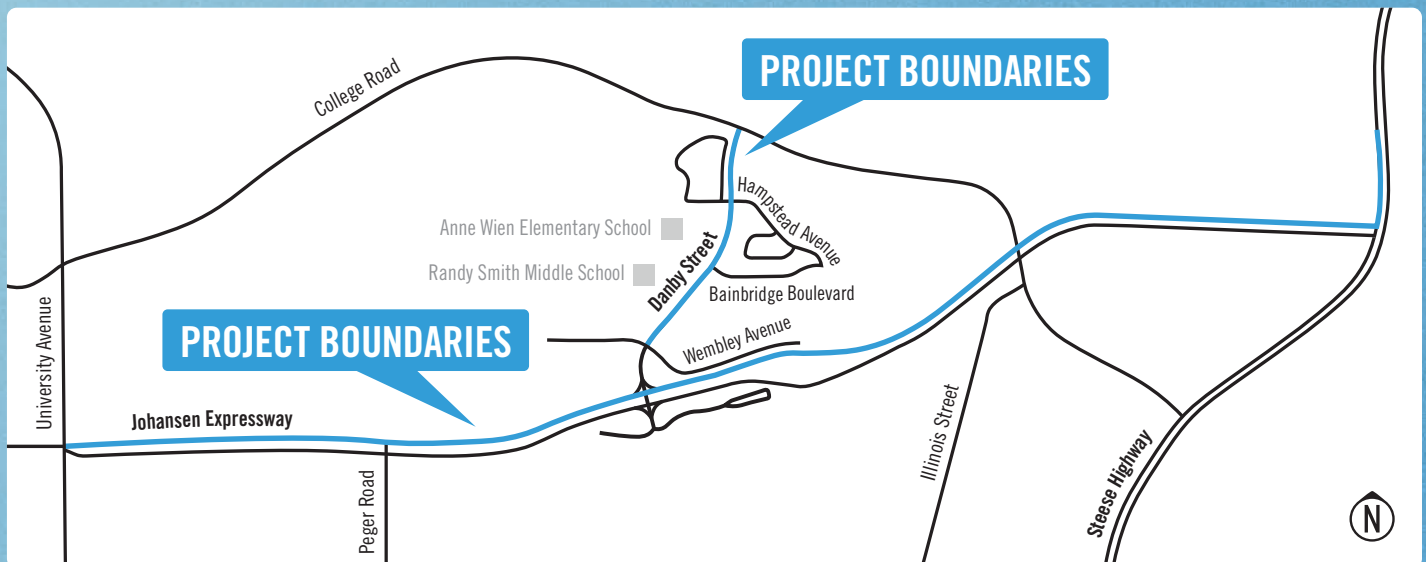 PROJECT BOUNDARIES
College Road
Hampstead Avenue
Anne Wien Elementary School
Danby Street
Randy Smith Middle School
Bainbridge Boulevard
PROJECT BOUNDARIES
Wembley Avenue
University Avenue
Johansen Expressway
Illinois Street
Peger Road
Steese Highway
N